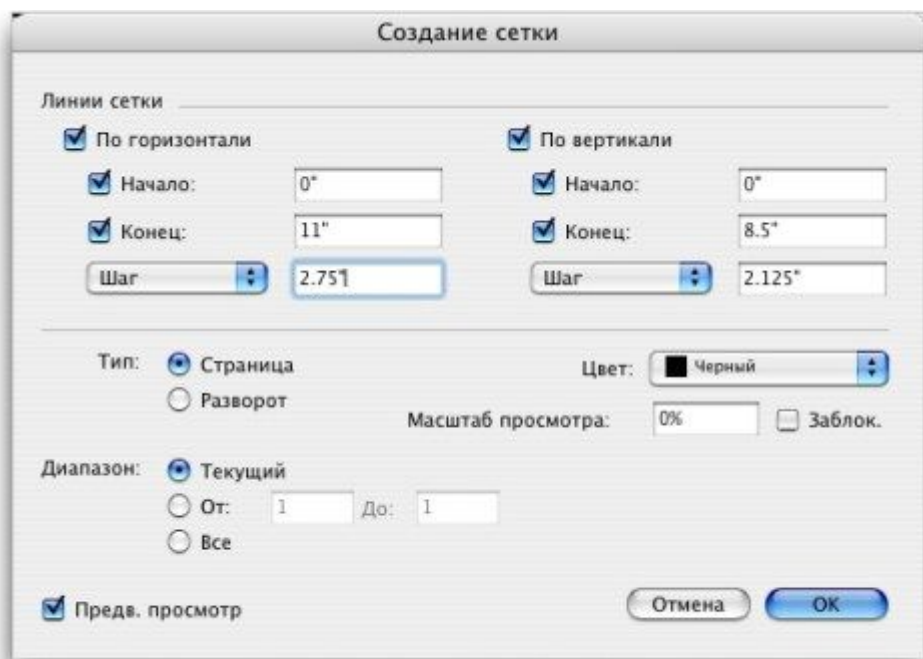 Создание сетки
Линии сетки
По горизонтали По вертикали
Начало: 0" Начало: 0"
Конец: 11" Конец: 8.5"
Шаг 2.75" Шаг 2.125"
Тип: Страница Цвет: Черный
Разворот
Масштаб просмотра: 0% Заблок.
Диапазон: Текущий
От: 1 До: 1
Все
Предв. просмотр Отмена OK